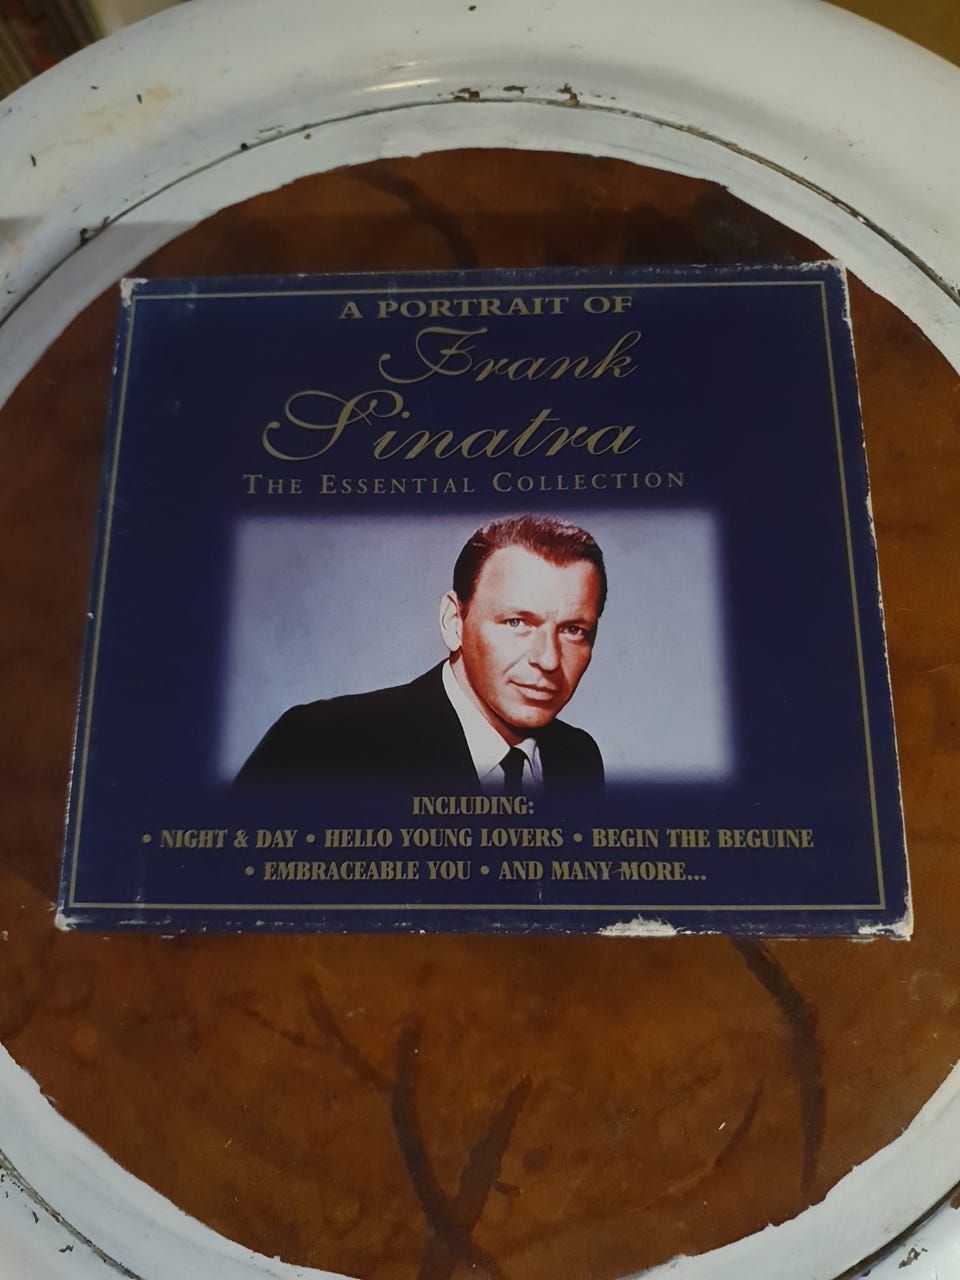 A PORTRAIT OF
Frank
Sinatra
THE ESSENTIAL COLLECTION
INCLUDING:
• NIGHT & DAY • HELLO YOUNG LOVERS • BEGIN THE BEGUINE
• EMBRACEABLE YOU • AND MANY MORE...